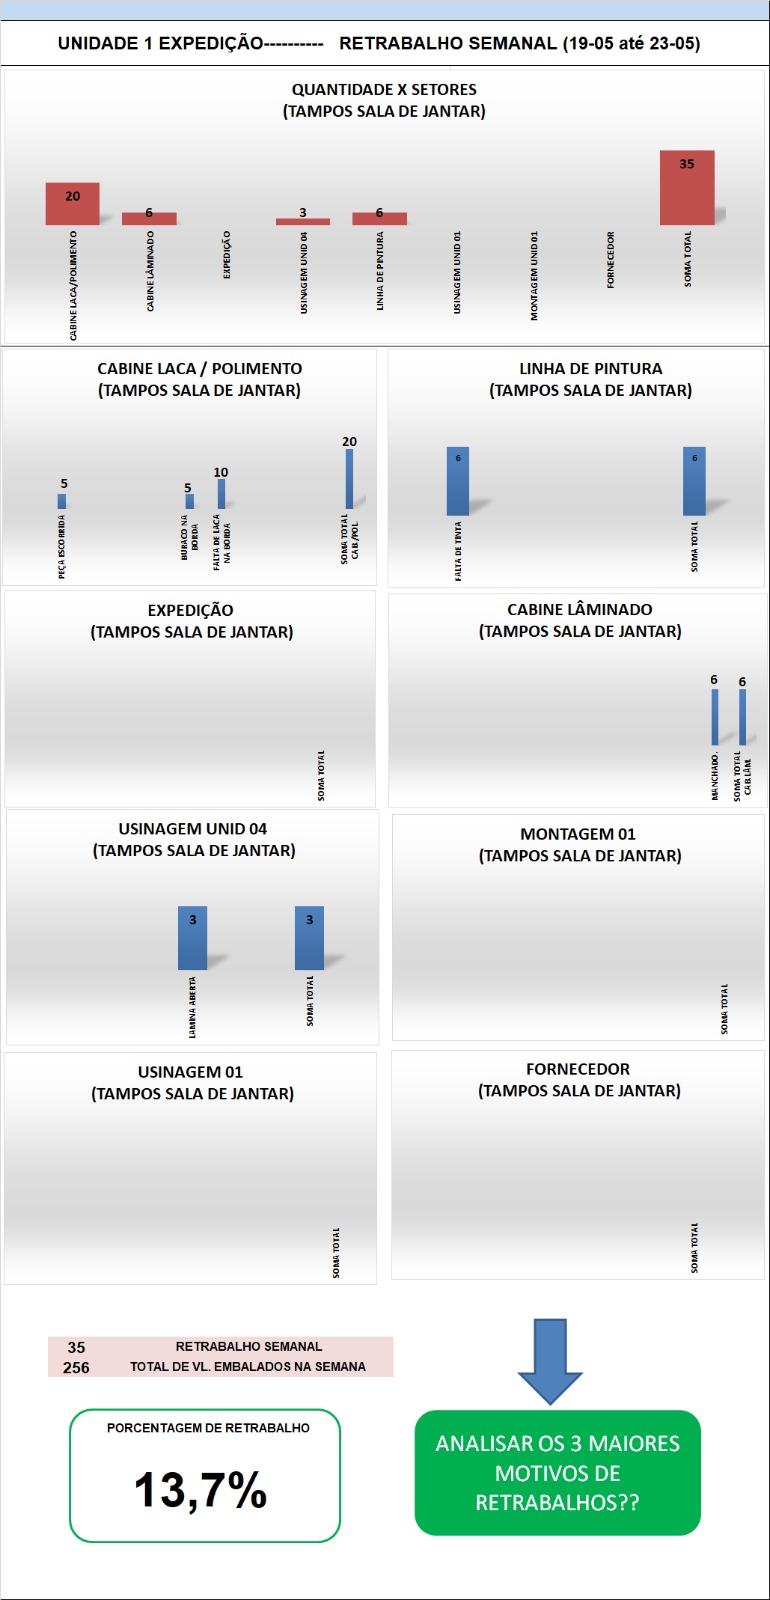 UNIDADE 1 EXPEDIÇÃO---------- RETRABALHO SEMANAL (19-05 até 23-05)
QUANTIDADE X SETORES
(TAMPOS SALA DE JANTAR)
20
6
3
6
35
CABINE LACA/POLIMENTO
CABINE LÂMINADO
EXPEDIÇÃO
USINAGEM UNID 04
LINHA DE PINTURA
USINAGEM UNID 01
MONTAGEM UNID 01
FORNECEDOR
SOMA TOTAL
CABINE LACA / POLIMENTO
(TAMPOS SALA DE JANTAR)
5
5
10
20
PEÇA ESCORRIDA
BURACO NA
BORDA
FALTA DE LACA
NA BORDA
SOMA TOTAL
CAB./POL.
LINHA DE PINTURA
(TAMPOS SALA DE JANTAR)
6
6
FALTA DE TINTA
SOMA TOTAL
EXPEDIÇÃO
(TAMPOS SALA DE JANTAR)
SOMA TOTAL
CABINE LÂMINADO
(TAMPOS SALA DE JANTAR)
6
6
MANCHADO.
SOMA TOTAL
CAB.LÂM.
USINAGEM UNID 04
(TAMPOS SALA DE JANTAR)
3
3
LAMINA ABERTA
SOMA TOTAL
MONTAGEM 01
(TAMPOS SALA DE JANTAR)
SOMA TOTAL
USINAGEM 01
(TAMPOS SALA DE JANTAR)
SOMA TOTAL
FORNECEDOR
(TAMPOS SALA DE JANTAR)
SOMA TOTAL
35 RETRABALHO SEMANAL
256 TOTAL DE VL. EMBALADOS NA SEMANA
PORCENTAGEM DE RETRABALHO
13,7%
ANALISAR OS 3 MAIORES
MOTIVOS DE
RETRABALHOS??